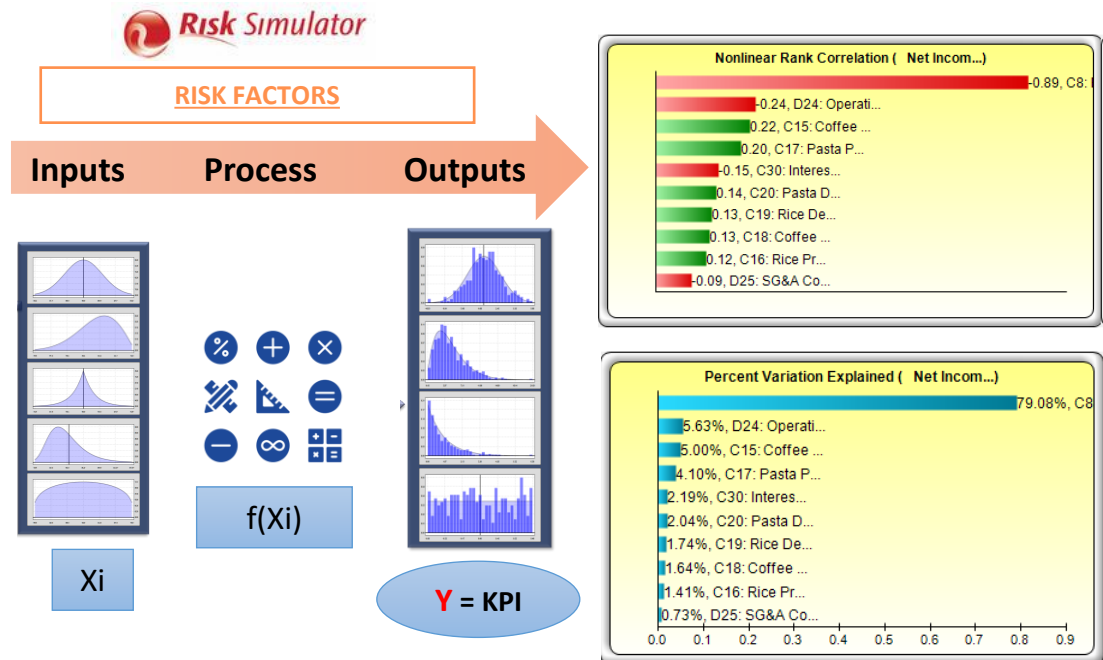 Risk Simulator
RISK FACTORS
Inputs Process Outputs
f(Xi)
Xi
Y = KPI
Nonlinear Rank Correlation ( Net Incom...)
-0.89, C8:
-0.24, D24: Operati...
0.22, C15: Coffee ...
0.20, C17: Pasta P...
-0.15, C30: Interes...
0.14, C20: Pasta D...
0.13, C19: Rice De...
0.13, C18: Coffee ...
0.12, C16: Rice Pr...
-0.09, D25: SG&A Co...
Percent Variation Explained ( Net Incom...)
79.08%, C8
5.63%, D24: Operati...
5.00%, C15: Coffee ...
4.10%, C17: Pasta P...
2.19%, C30: Interes...
2.04%, C20: Pasta D...
1.74%, C19: Rice De...
1.64%, C18: Coffee ...
1.41%, C16: Rice Pr...
0.73%, D25: SG&A Co...
0.0 0.1 0.2 0.3 0.4 0.5 0.6 0.7 0.8 0.9